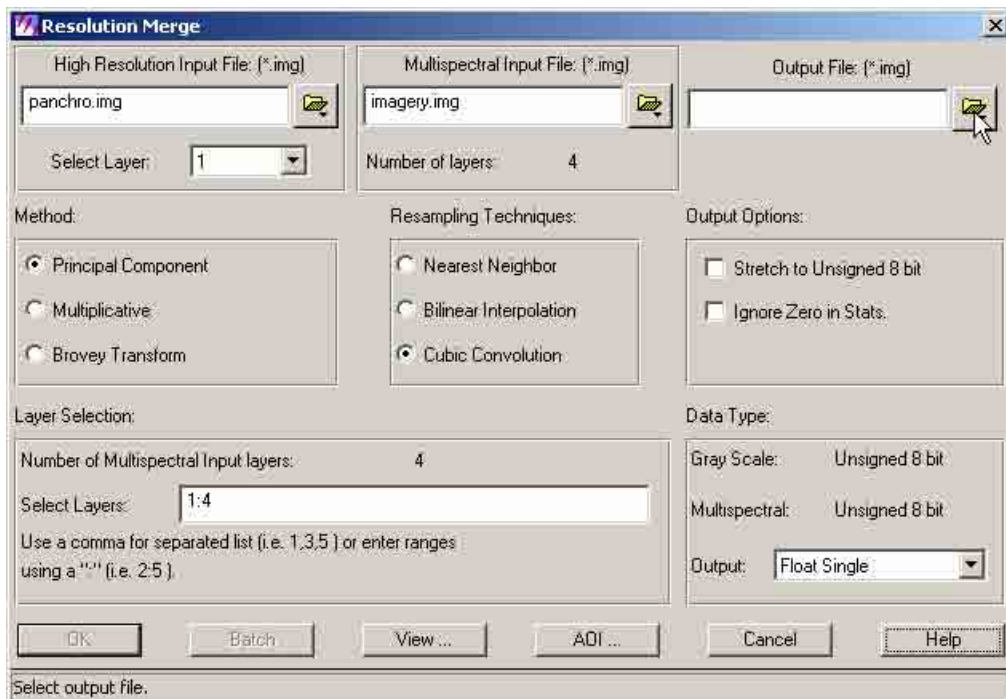 Resolution Merge
High Resolution Input File: (*.img)
panchro.img
Select Layer: 1
Multispectral Input File: (*.img)
imagery.img
Number of layers: 4
Output File: (*.img)
Method:
Principal Component
Multiplicative
Brovey Transform
Resampling Techniques:
Nearest Neighbor
Bilinear Interpolation
Cubic Convolution
Output Options:
Stretch to Unsigned 8 bit
Ignore Zero in Stats.
Layer Selection:
Number of Multispectral Input layers: 4
Select Layers: 1:4
Use a comma for separated list (i.e. 1,3,5 ) or enter ranges
using a ":" (i.e. 2:5 ).
Data Type:
Gray Scale: Unsigned 8 bit
Multispectral: Unsigned 8 bit
Output: Float Single
OK Batch View ... AOI ... Cancel Help
Select output file.